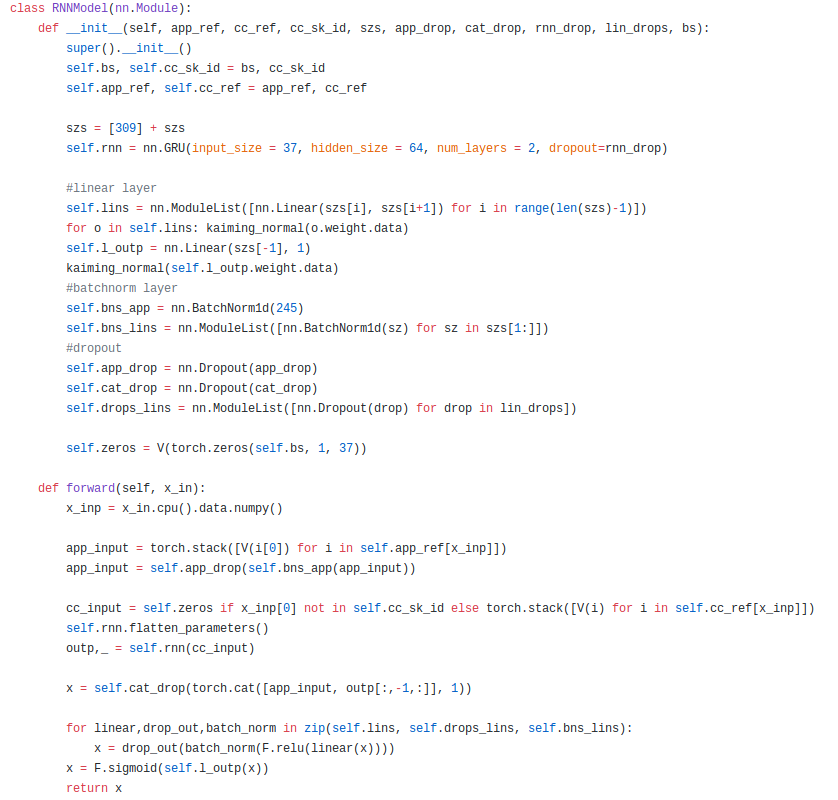 class RNNModel(nn.Module):
    def __init__(self, app_ref, cc_ref, cc_sk_id, szs, app_drop, cat_drop, rnn_drop, lin_drops, bs):
        super().__init__()
        self.bs, self.cc_sk_id = bs, cc_sk_id
        self.app_ref, self.cc_ref = app_ref, cc_ref

        szs = [309] + szs
        self.rnn = nn.GRU(input_size = 37, hidden_size = 64, num_layers = 2, dropout=rnn_drop)

        #linear layer
        self.lins = nn.ModuleList([nn.Linear(szs[i], szs[i+1]) for i in range(len(szs)-1)])
        for o in self.lins: kaiming_normal(o.weight.data)
        self.l_outp = nn.Linear(szs[-1], 1)
        kaiming_normal(self.l_outp.weight.data)
        #batchnorm layer
        self.bns_app = nn.BatchNorm1d(245)
        self.bns_lins = nn.ModuleList([nn.BatchNorm1d(sz) for sz in szs[1:]])
        #dropout
        self.app_drop = nn.Dropout(app_drop)
        self.cat_drop = nn.Dropout(cat_drop)
        self.drops_lins = nn.ModuleList([nn.Dropout(drop) for drop in lin_drops])

        self.zeros = V(torch.zeros(self.bs, 1, 37))

    def forward(self, x_in):
        x_inp = x_in.cpu().data.numpy()

        app_input = torch.stack([V(i[0]) for i in self.app_ref[x_inp]])
        app_input = self.app_drop(self.bns_app(app_input))

        cc_input = self.zeros if x_inp[0] not in self.cc_sk_id else torch.stack([V(i) for i in self.cc_ref[x_inp]])
        self.rnn.flatten_parameters()
        outp,_ = self.rnn(cc_input)

        x = self.cat_drop(torch.cat([app_input, outp[:,-1,:]], 1))

        for linear,drop_out,batch_norm in zip(self.lins, self.drops_lins, self.bns_lins):
            x = drop_out(batch_norm(F.relu(linear(x))))
        x = F.sigmoid(self.l_outp(x))
        return x